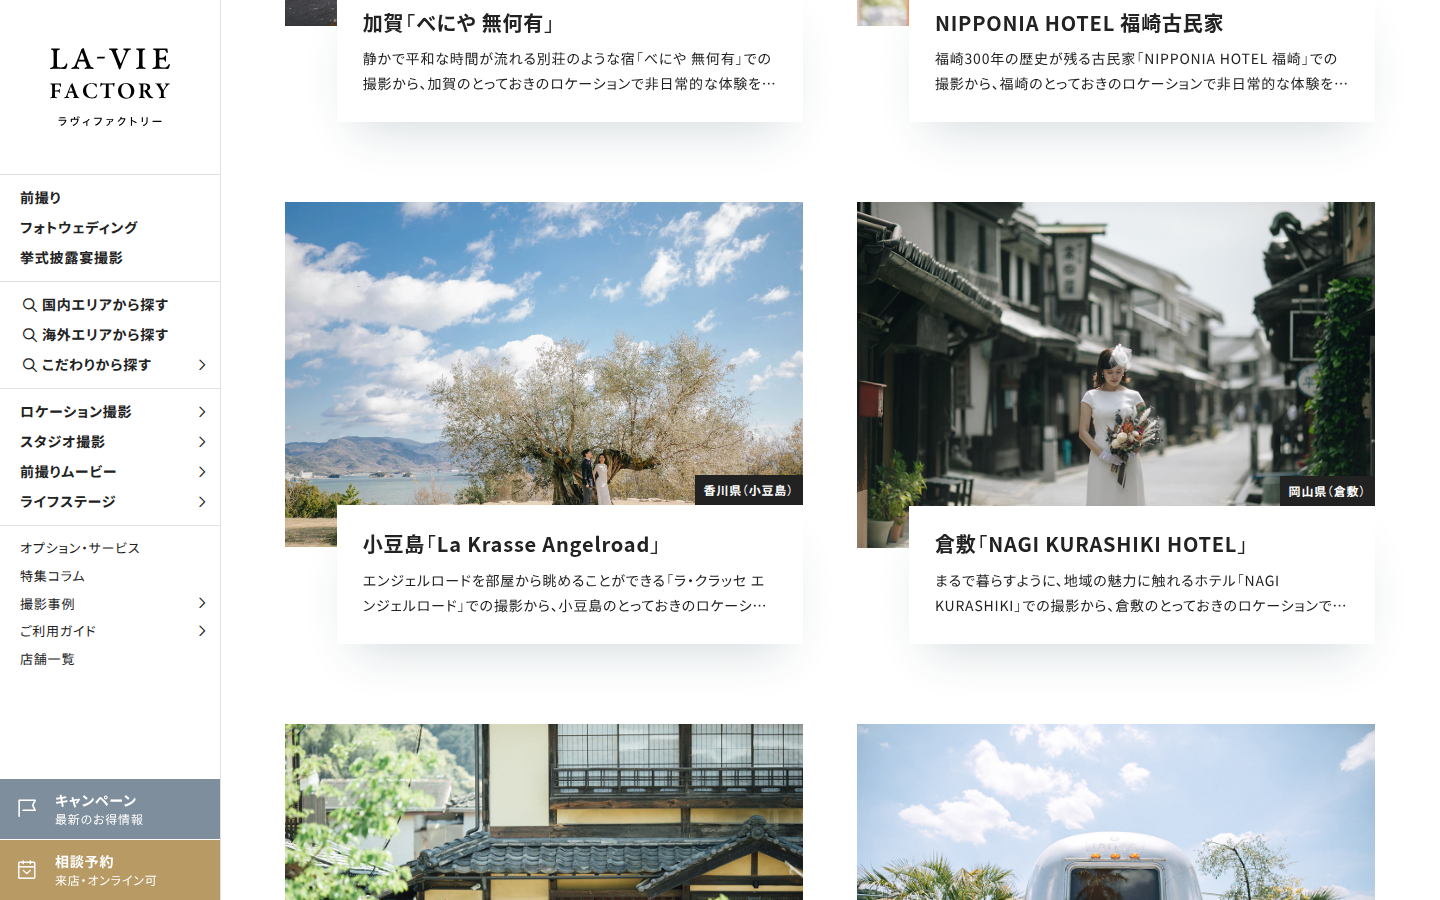 LA-VIE
FACTORY
ラヴィファクトリー
前撮り
フォトウェディング
挙式披露宴撮影
国内エリアから探す
海外エリアから探す
こだわりから探す
ロケーション撮影
スタジオ撮影
前撮りムービー
ライフステージ
オプション・サービス
特集コラム
撮影事例
ご利用ガイド
店舗一覧
キャンペーン
最新のお得情報
相談予約
来店・オンライン可
加賀「べにや 無何有」
静かで平和な時間が流れる別荘のような宿「べにや 無何有」での
撮影から、加賀のとっておきのロケーションで非日常的な体験を…
NIPPONIA HOTEL 福崎古民家
福崎300年の歴史が残る古民家「NIPPONIA HOTEL 福崎」での
撮影から、福崎のとっておきのロケーションで非日常的な体験を…
香川県（小豆島）
小豆島「La Krasse Angelroad」
エンジェルロードを部屋から眺めることができる「ラ・クラッセ エ
ンジェルロード」での撮影から、小豆島のとっておきのロケーシ…
岡山県（倉敷）
倉敷「NAGI KURASHIKI HOTEL」
まるで暮らすように、地域の魅力に触れるホテル「NAGI
KURASHIKI」での撮影から、倉敷のとっておきのロケーションで…